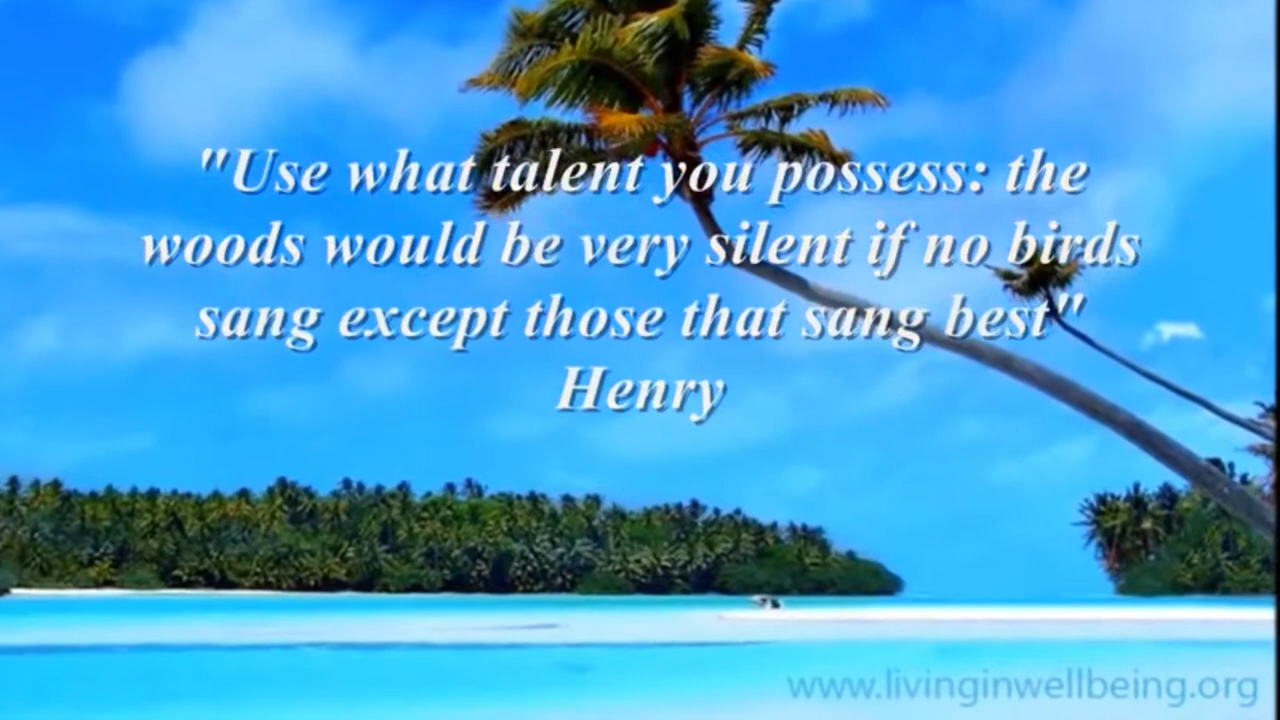 "Use what talent you possess: the
woods would be very silent if no birds
sang except those that sang best"
Henry
www.livinginwellbeing.org